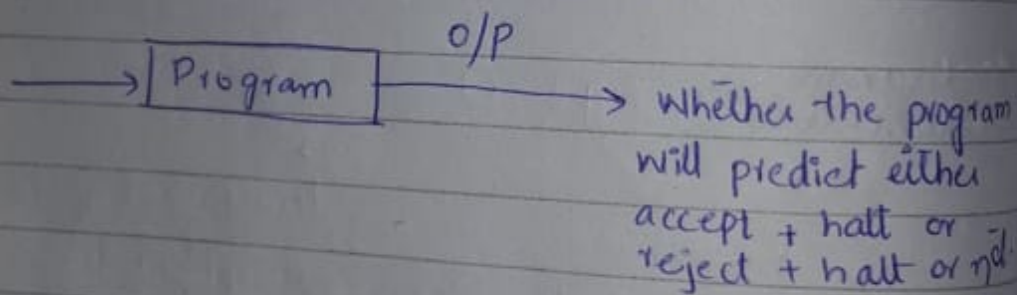 O/P
Program
Whether the program
will predict either
accept + halt or
reject + halt or